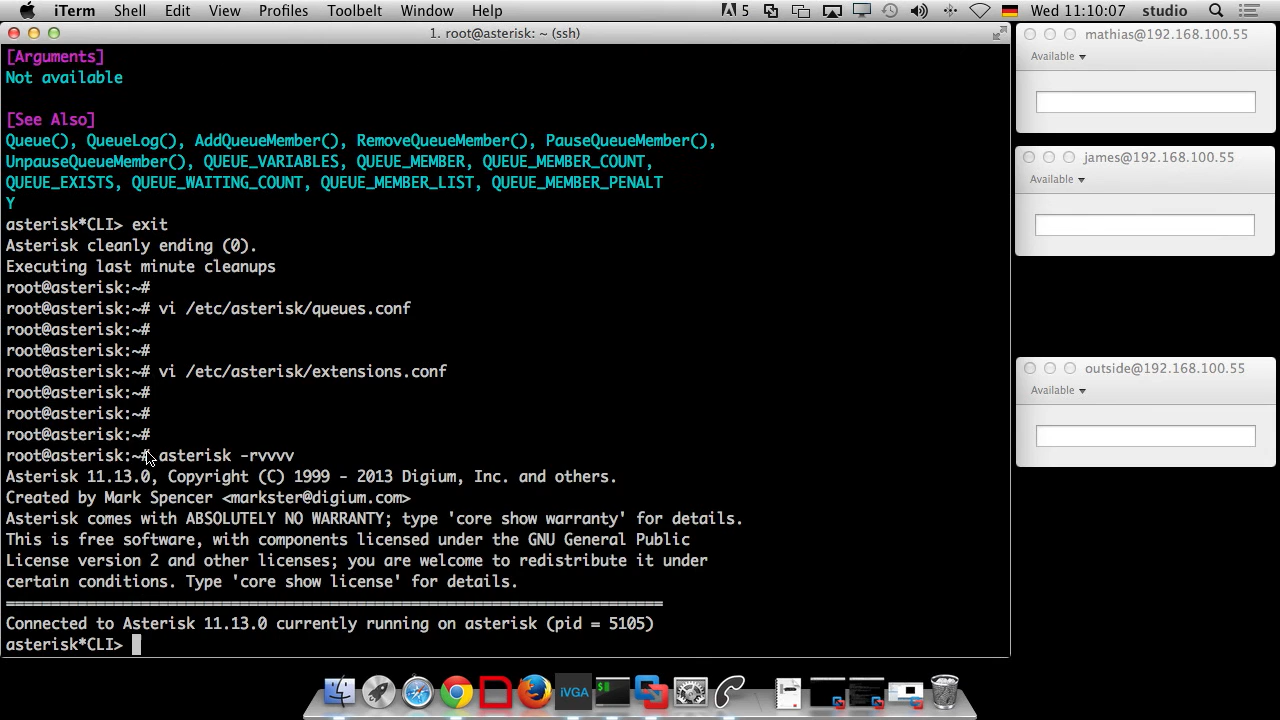 iTerm Shell Edit View Profiles Toolbelt Window Help 5 Wed 11:10:07 studio
1. root@asterisk: ~ (ssh)
[Arguments]
Not available
[See Also]
Queue(), QueueLog(), AddQueueMember(), RemoveQueueMember(), PauseQueueMember(),
UnpauseQueueMember(), QUEUE_VARIABLES, QUEUE_MEMBER, QUEUE_MEMBER_COUNT,
QUEUE_EXISTS, QUEUE_WAITING_COUNT, QUEUE_MEMBER_LIST, QUEUE_MEMBER_PENALT
Y
asterisk*CLI> exit
Asterisk cleanly ending (0).
Executing last minute cleanups
root@asterisk:~#
root@asterisk:~# vi /etc/asterisk/queues.conf
root@asterisk:~#
root@asterisk:~#
root@asterisk:~# vi /etc/asterisk/extensions.conf
root@asterisk:~#
root@asterisk:~#
root@asterisk:~#
root@asterisk:~# asterisk -rvvvv
Asterisk 11.13.0, Copyright (C) 1999 - 2013 Digium, Inc. and others.
Created by Mark Spencer <markster@digium.com>
Asterisk comes with ABSOLUTELY NO WARRANTY; type 'core show warranty' for details.
This is free software, with components licensed under the GNU General Public
License version 2 and other licenses; you are welcome to redistribute it under
certain conditions. Type 'core show license' for details.
=========================================================================
Connected to Asterisk 11.13.0 currently running on asterisk (pid = 5105)
asterisk*CLI>
mathias@192.168.100.55
Available
james@192.168.100.55
Available
outside@192.168.100.55
Available
iVGA